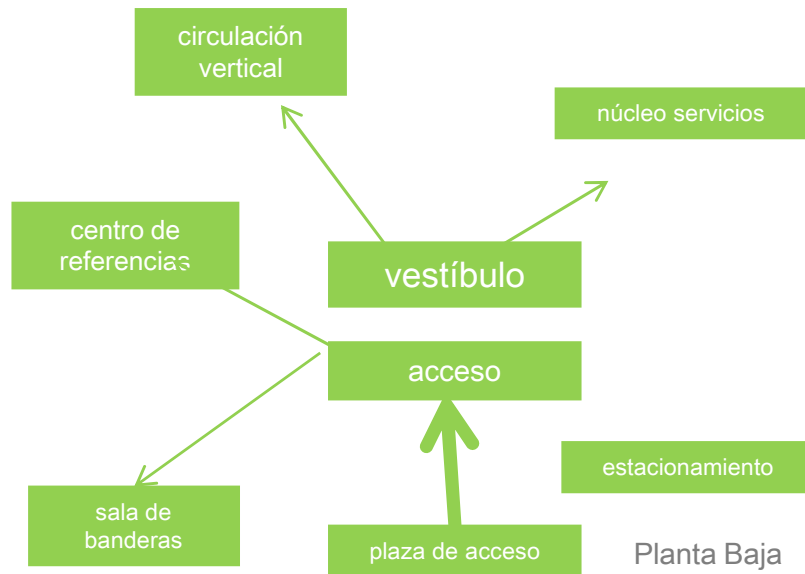 circulación
vertical
núcleo servicios
centro de
referencias
vestíbulo
acceso
estacionamiento
sala de
banderas
plaza de acceso
Planta Baja